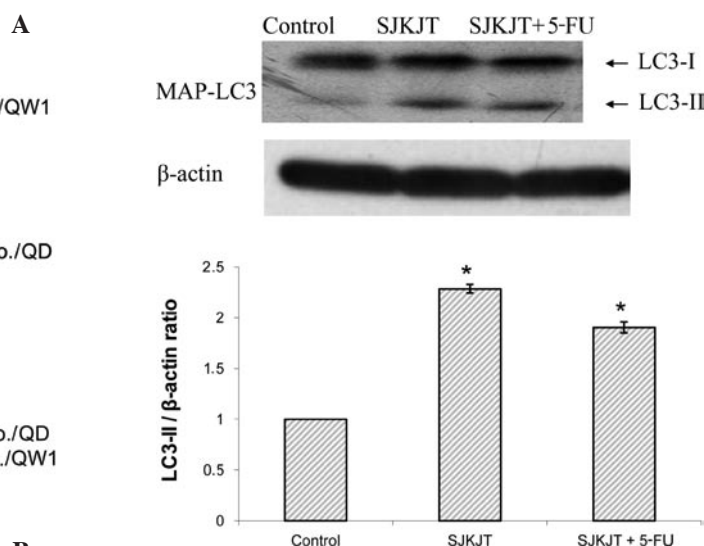 A
Control SJKJT SJKJT+5-FU
← LC3-I
/QW1
MAP-LC3
← LC3-II
β-actin
o./QD
LC3-II / β-actin ratio
2.5
2
1.5
1
0.5
0
*
*
o./QD
./QW1
Control SJKJT SJKJT + 5-FU